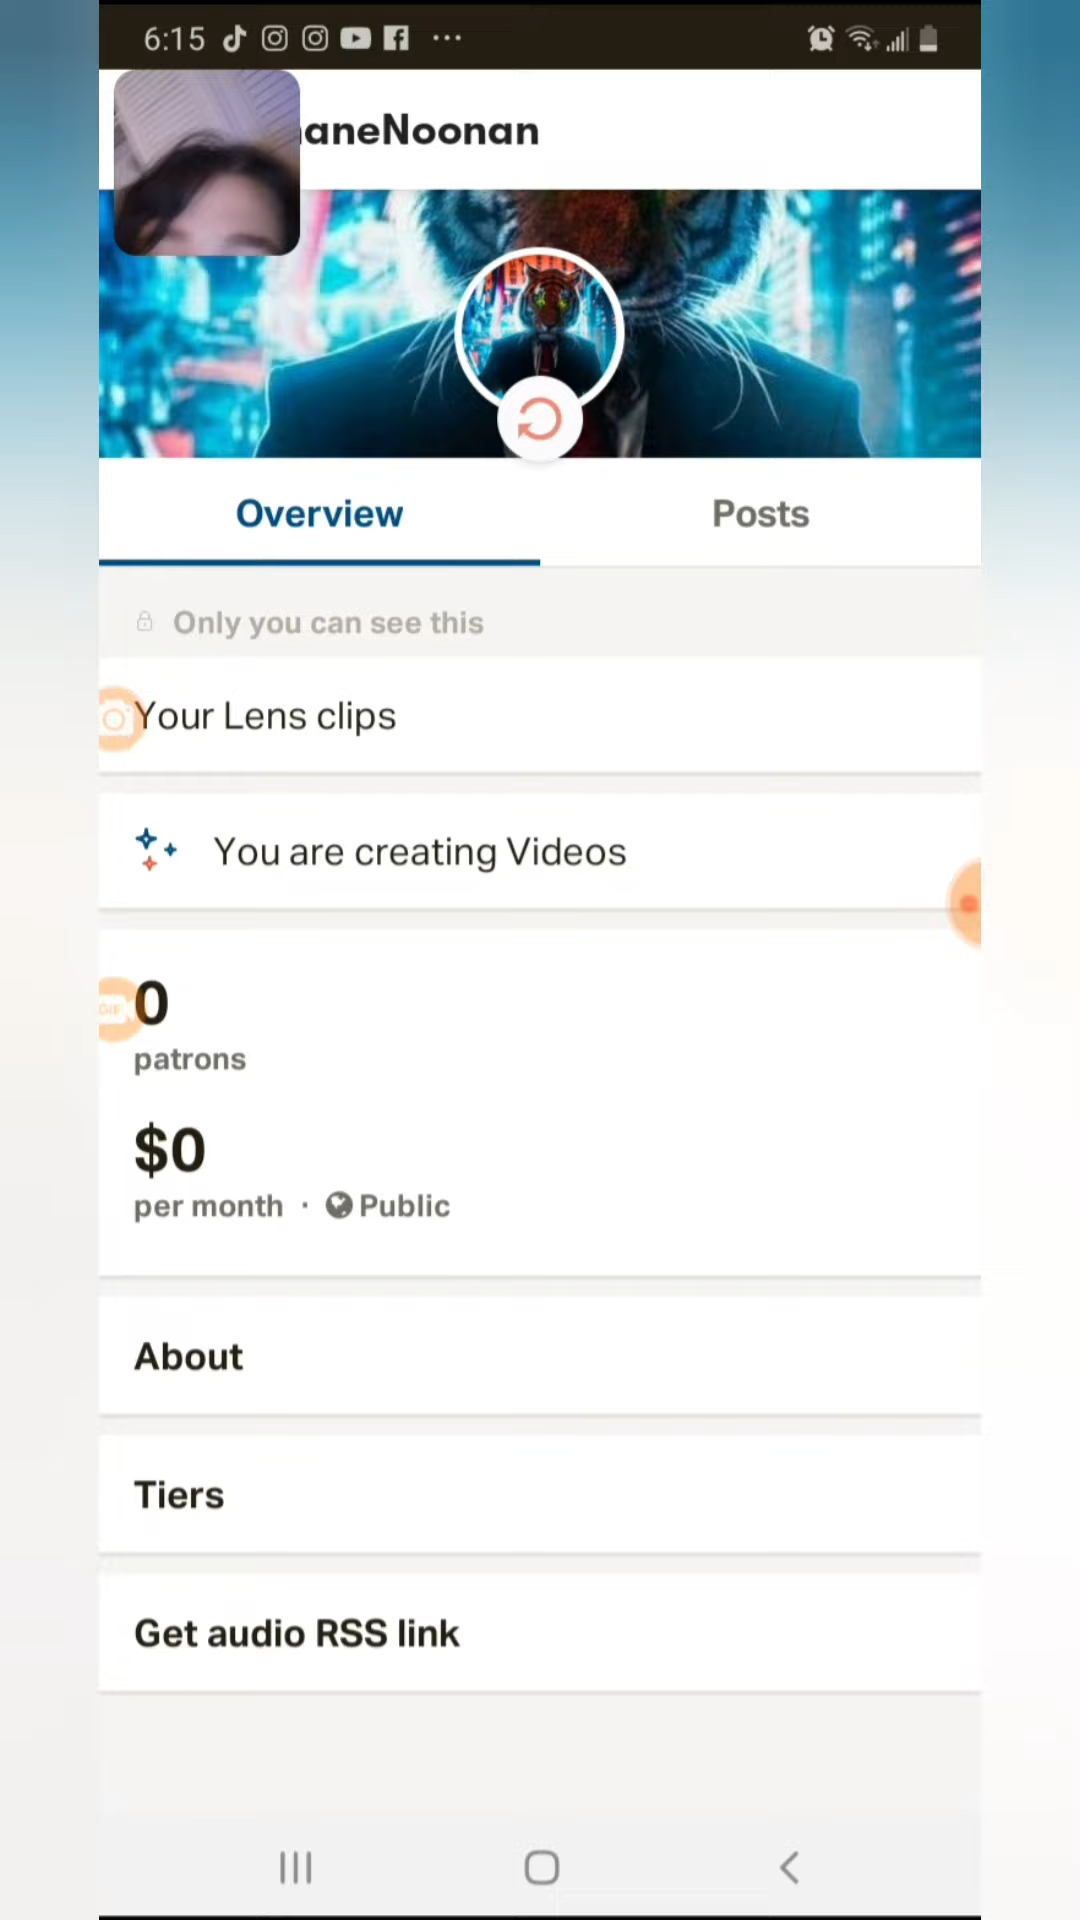 6:15
aneNoonan
Overview
Posts
Only you can see this
Your Lens clips
You are creating Videos
GIF
0
patrons
$0
per month · Public
About
Tiers
Get audio RSS link